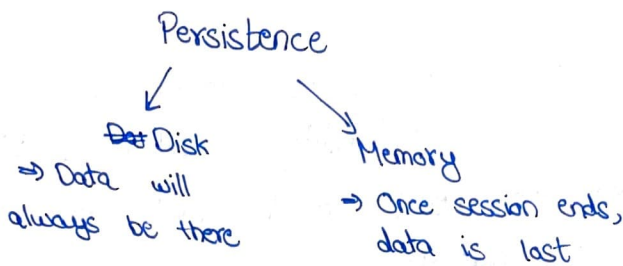 Persistence
Disk
⇒ Data will
always be there
Memory
⇒ Once session ends,
data is lost